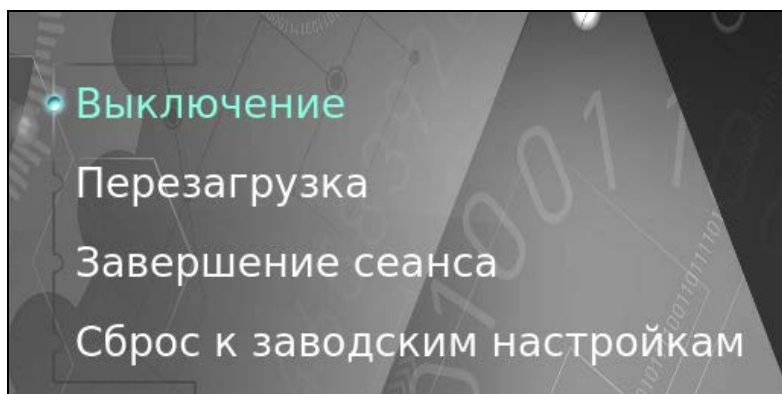 Выключение
Перезагрузка
Завершение сеанса
Сброс к заводским настройкам